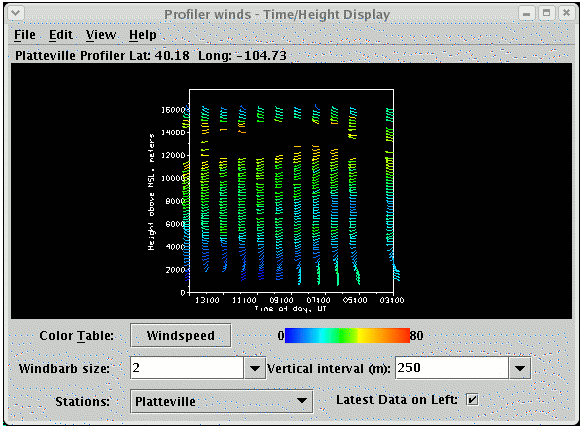 Profiler winds - Time/Height Display
File Edit View Help
Platteville Profiler Lat: 40.18 Long: -104.73
16000
14000
12000
10000
8000
6000
4000
2000
0
Height above MSL, meters
13:00 11:00 09:00 07:00 05:00 03:00
Time of day, UT
Color Table: Windspeed 0 80
Windbarb size: 2 Vertical interval (m): 250
Stations: Platteville Latest Data on Left: